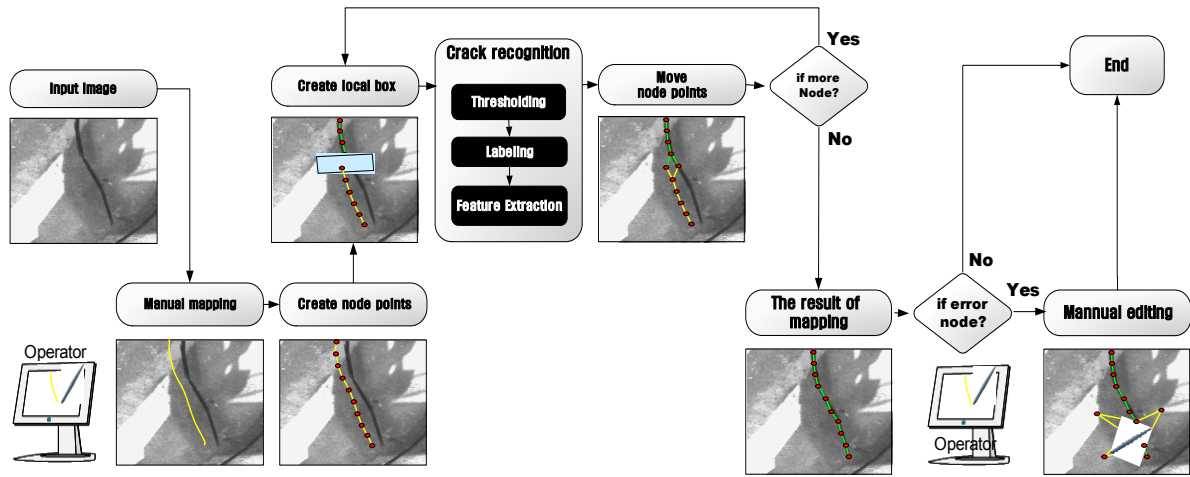 Input image
Manual mapping
Operator
Create node points
Create local box
Crack recognition
Thresholding
Labeling
Feature Extraction
Move
node points
if more
Node?
Yes
No
The result of
mapping
if error
node?
No
Yes
Operator
Mannual editing
End